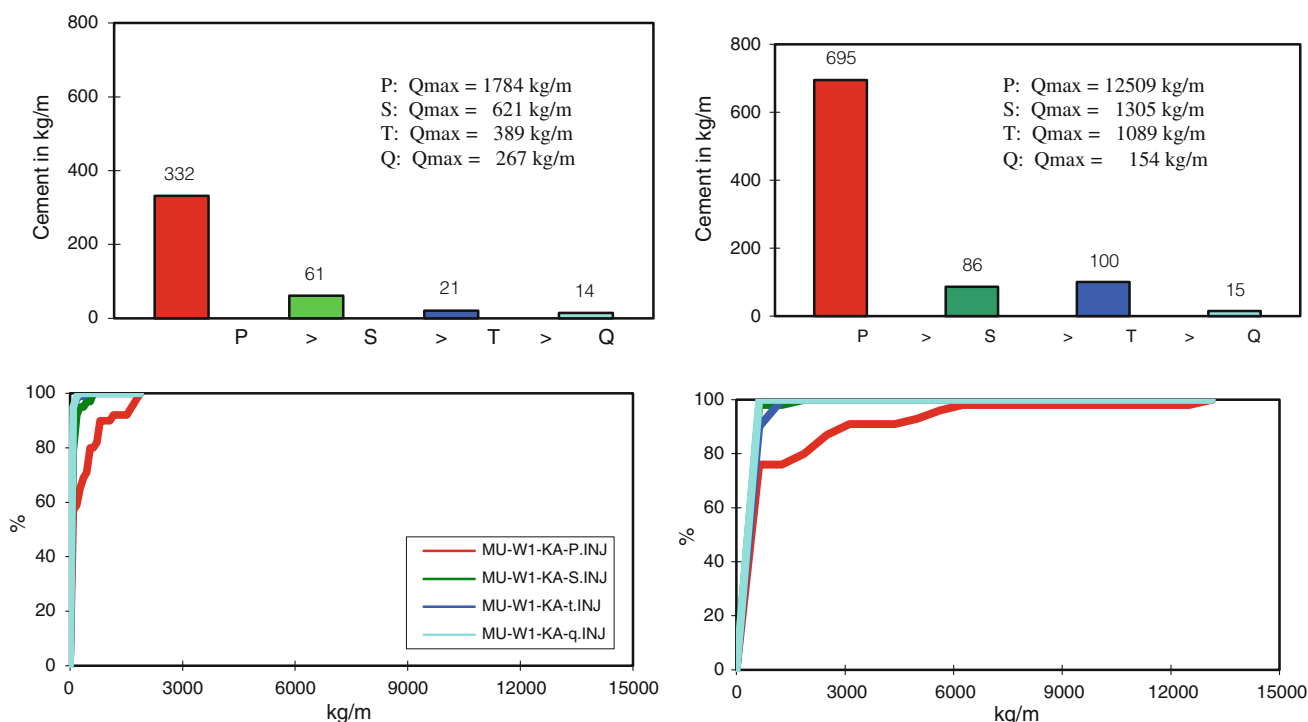 800
600
400
200
0
Cement in kg/m
P: Qmax = 1784 kg/m
S: Qmax = 621 kg/m
T: Qmax = 389 kg/m
Q: Qmax = 267 kg/m
332
61
21
14
P > S > T > Q
800
600
400
200
0
Cement in kg/m
P: Qmax = 12509 kg/m
S: Qmax = 1305 kg/m
T: Qmax = 1089 kg/m
Q: Qmax = 154 kg/m
695
86
100
15
P > S > T > Q
100
80
60
40
20
0
%
MU-W1-KA-P.INJ
MU-W1-KA-S.INJ
MU-W1-KA-t.INJ
MU-W1-KA-q.INJ
0 3000 6000 9000 12000 15000
kg/m
100
80
60
40
20
0
%
0 3000 6000 9000 12000 15000
kg/m